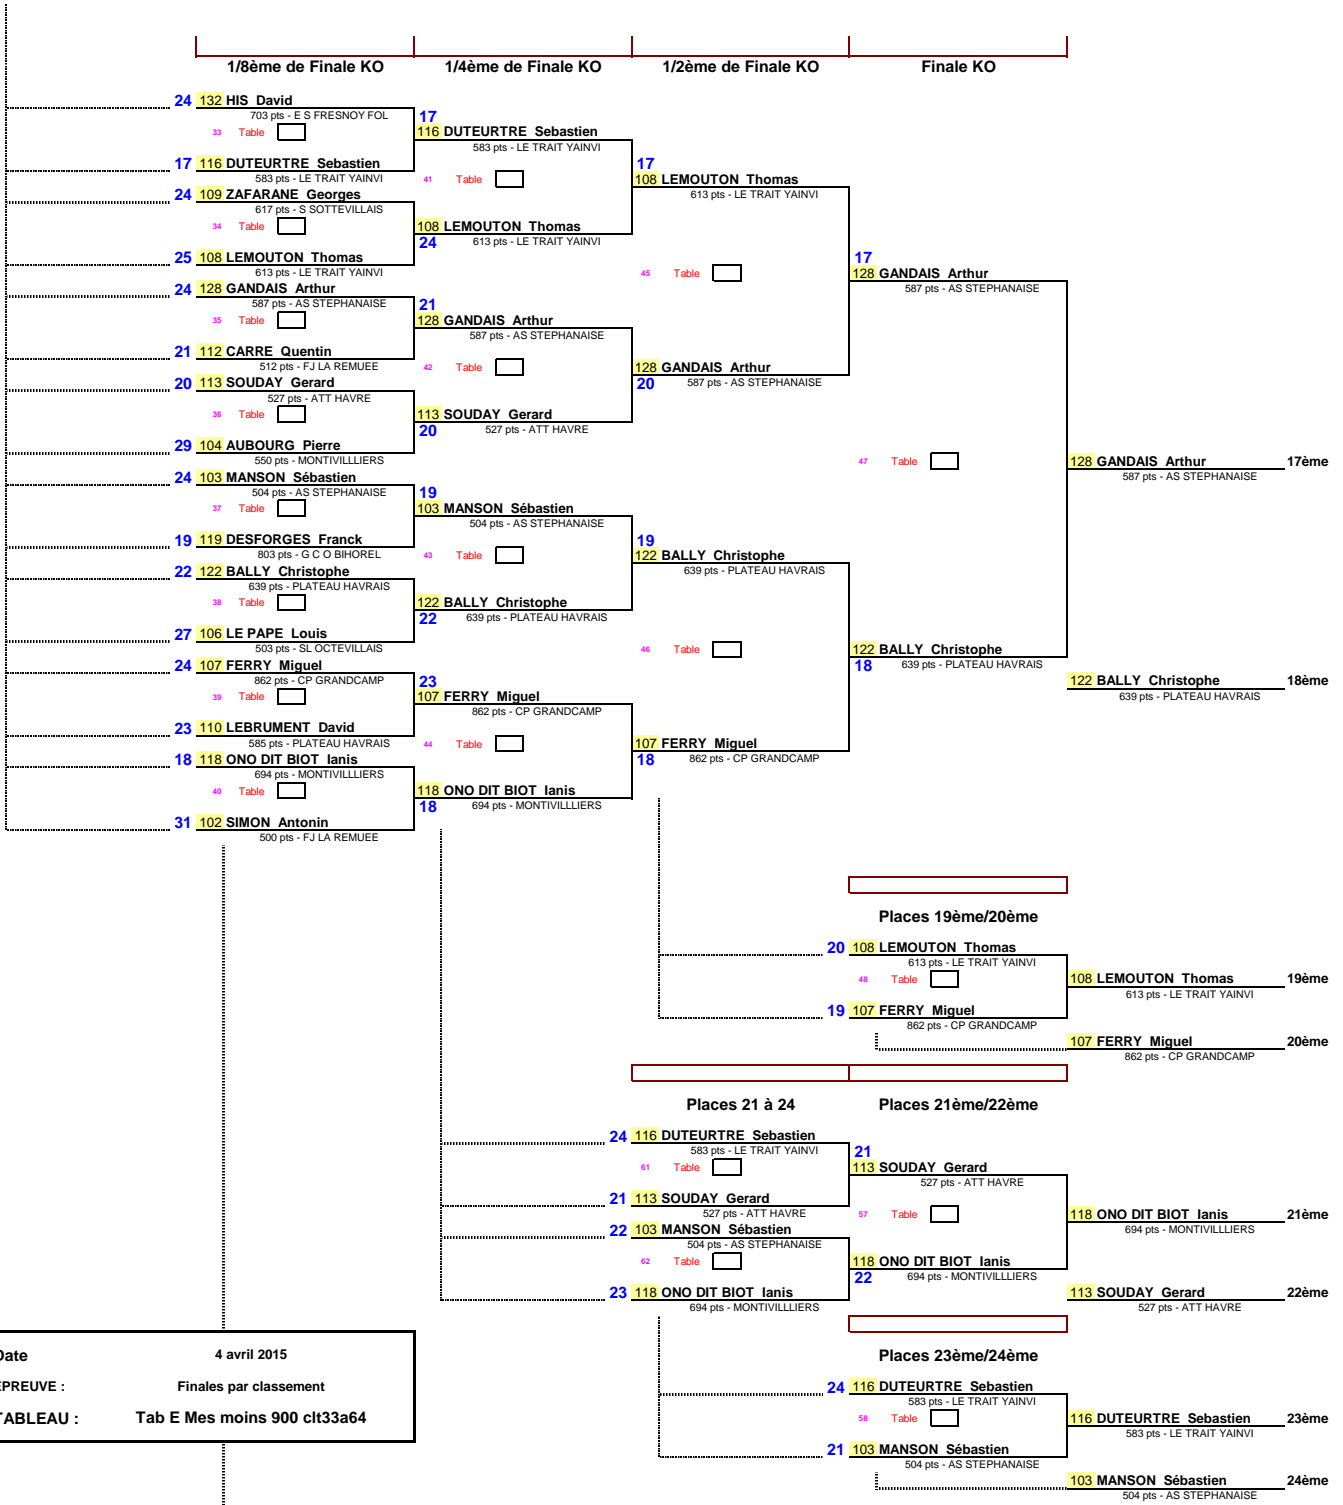 1/8ème de Finale KO 1/4ème de Finale KO 1/2ème de Finale KO Finale KO
24 132 HIS David
703 pts - E S FRESNOY FOL
33 Table
17 116 DUTEURTRE Sebastien
583 pts - LE TRAIT YAINVI
24 109 ZAFARANE Georges
617 pts - S SOTTEVILLAIS
34 Table
25 108 LEMOUTON Thomas
613 pts - LE TRAIT YAINVI
24 128 GANDAIS Arthur
587 pts - AS STEPHANAISE
35 Table
21 112 CARRE Quentin
512 pts - FJ LA REMUEE
20 113 SOUDAY Gerard
527 pts - ATT HAVRE
36 Table
29 104 AUBOURG Pierre
550 pts - MONTIVILLLIERS
24 103 MANSON Sébastien
504 pts - AS STEPHANAISE
37 Table
19 119 DESFORGES Franck
803 pts - G C O BIHOREL
22 122 BALLY Christophe
639 pts - PLATEAU HAVRAIS
38 Table
27 106 LE PAPE Louis
503 pts - SL OCTEVILLAIS
24 107 FERRY Miguel
862 pts - CP GRANDCAMP
39 Table
23 110 LEBRUMENT David
585 pts - PLATEAU HAVRAIS
18 118 ONO DIT BIOT Ianis
694 pts - MONTIVILLLIERS
40 Table
31 102 SIMON Antonin
500 pts - FJ LA REMUEE
17
116 DUTEURTRE Sebastien
583 pts - LE TRAIT YAINVI
41 Table
108 LEMOUTON Thomas
24 613 pts - LE TRAIT YAINVI
21
128 GANDAIS Arthur
587 pts - AS STEPHANAISE
42 Table
113 SOUDAY Gerard
20 527 pts - ATT HAVRE
19
103 MANSON Sébastien
504 pts - AS STEPHANAISE
43 Table
122 BALLY Christophe
22 639 pts - PLATEAU HAVRAIS
23
107 FERRY Miguel
862 pts - CP GRANDCAMP
44 Table
118 ONO DIT BIOT Ianis
18 694 pts - MONTIVILLLIERS
17
108 LEMOUTON Thomas
613 pts - LE TRAIT YAINVI
45 Table
128 GANDAIS Arthur
20 587 pts - AS STEPHANAISE
19
122 BALLY Christophe
639 pts - PLATEAU HAVRAIS
46 Table
107 FERRY Miguel
18 862 pts - CP GRANDCAMP
17
128 GANDAIS Arthur
587 pts - AS STEPHANAISE
47 Table
122 BALLY Christophe
18 639 pts - PLATEAU HAVRAIS
128 GANDAIS Arthur 17ème
587 pts - AS STEPHANAISE
122 BALLY Christophe 18ème
639 pts - PLATEAU HAVRAIS
Places 19ème/20ème
20 108 LEMOUTON Thomas
613 pts - LE TRAIT YAINVI
48 Table
19 107 FERRY Miguel
862 pts - CP GRANDCAMP
108 LEMOUTON Thomas 19ème
613 pts - LE TRAIT YAINVI
107 FERRY Miguel 20ème
862 pts - CP GRANDCAMP
Places 21 à 24 Places 21ème/22ème
24 116 DUTEURTRE Sebastien
583 pts - LE TRAIT YAINVI
61 Table
21 113 SOUDAY Gerard
527 pts - ATT HAVRE
22 103 MANSON Sébastien
504 pts - AS STEPHANAISE
62 Table
23 118 ONO DIT BIOT Ianis
694 pts - MONTIVILLLIERS
21
113 SOUDAY Gerard
527 pts - ATT HAVRE
57 Table
118 ONO DIT BIOT Ianis
22 694 pts - MONTIVILLLIERS
118 ONO DIT BIOT Ianis 21ème
694 pts - MONTIVILLLIERS
113 SOUDAY Gerard 22ème
527 pts - ATT HAVRE
Places 23ème/24ème
24 116 DUTEURTRE Sebastien
583 pts - LE TRAIT YAINVI
58 Table
21 103 MANSON Sébastien
504 pts - AS STEPHANAISE
116 DUTEURTRE Sebastien 23ème
583 pts - LE TRAIT YAINVI
103 MANSON Sébastien 24ème
504 pts - AS STEPHANAISE
Date 4 avril 2015
EPREUVE : Finales par classement
TABLEAU : Tab E Mes moins 900 clt33a64